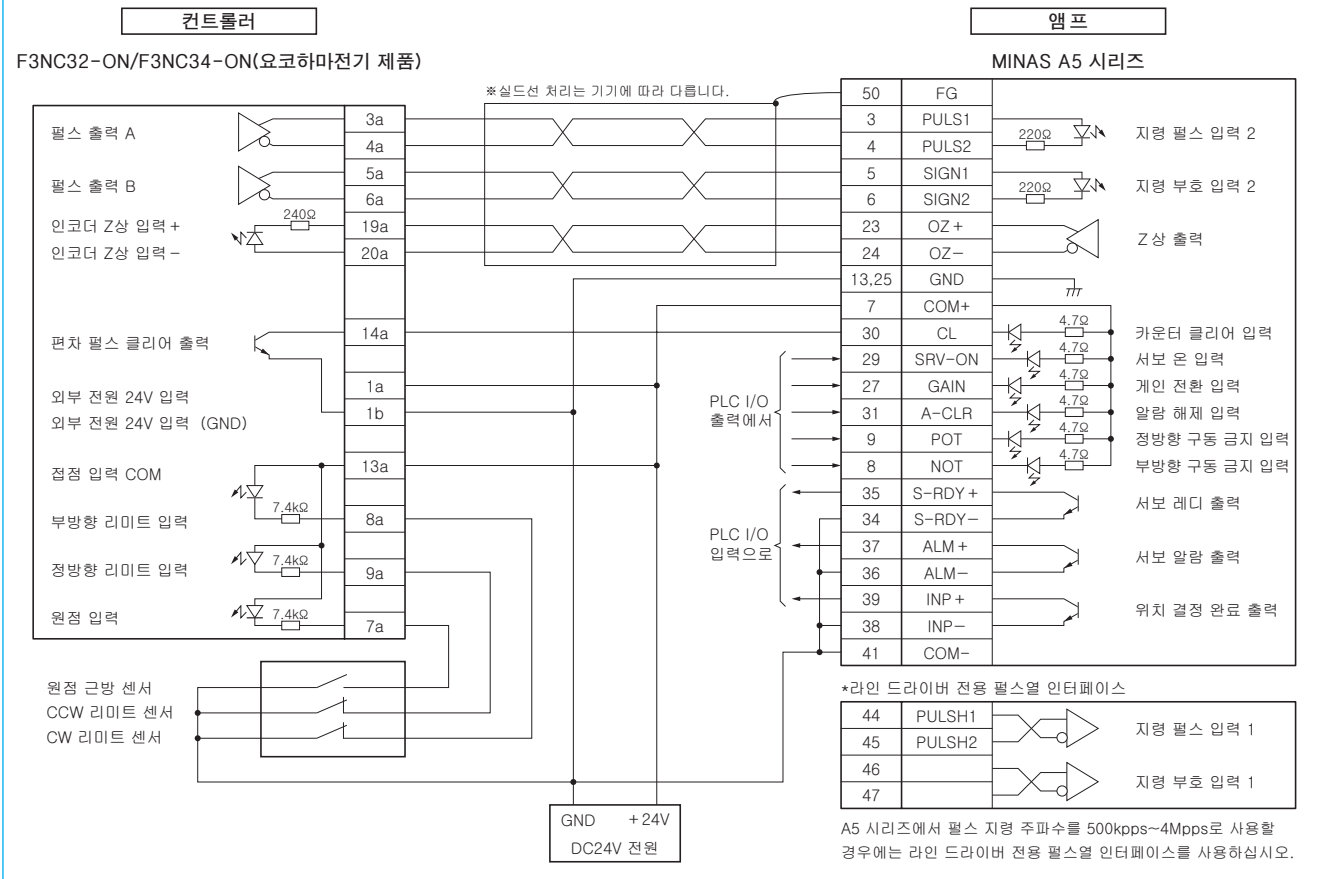 컨트롤러
앰프
F3NC32-ON/F3NC34-ON(요코하마전기 제품)
MINAS A5 시리즈
※실드선 처리는 기기에 따라 다릅니다.
펄스 출력 A
3a
4a
펄스 출력 B
5a
6a
인코더 Z상 입력+
240Ω
19a
인코더 Z상 입력-
20a
편차 펄스 클리어 출력
14a
외부 전원 24V 입력
1a
외부 전원 24V 입력 (GND)
1b
접점 입력 COM
13a
부방향 리미트 입력
7.4kΩ
8a
정방향 리미트 입력
7.4kΩ
9a
원점 입력
7.4kΩ
7a
원점 근방 센서
CCW 리미트 센서
CW 리미트 센서
GND +24V
DC24V 전원
PLC I/O
출력에서
PLC I/O
입력으로
50 FG
3 PULS1
4 PULS2
220Ω
지령 펄스 입력 2
5 SIGN1
6 SIGN2
220Ω
지령 부호 입력 2
23 OZ+
24 OZ-
Z상 출력
13,25 GND
7 COM+
30 CL
4.7Ω
카운터 클리어 입력
29 SRV-ON
4.7Ω
서보 온 입력
27 GAIN
4.7Ω
게인 전환 입력
31 A-CLR
4.7Ω
알람 해제 입력
9 POT
4.7Ω
정방향 구동 금지 입력
8 NOT
4.7Ω
부방향 구동 금지 입력
35 S-RDY+
34 S-RDY-
서보 레디 출력
37 ALM+
36 ALM-
서보 알람 출력
39 INP+
38 INP-
위치 결정 완료 출력
41 COM-
*라인 드라이버 전용 펄스열 인터페이스
44 PULSH1
45 PULSH2
지령 펄스 입력 1
46
47
지령 부호 입력 1
A5 시리즈에서 펄스 지령 주파수를 500kpps~4Mpps로 사용할
경우에는 라인 드라이버 전용 펄스열 인터페이스를 사용하십시오.